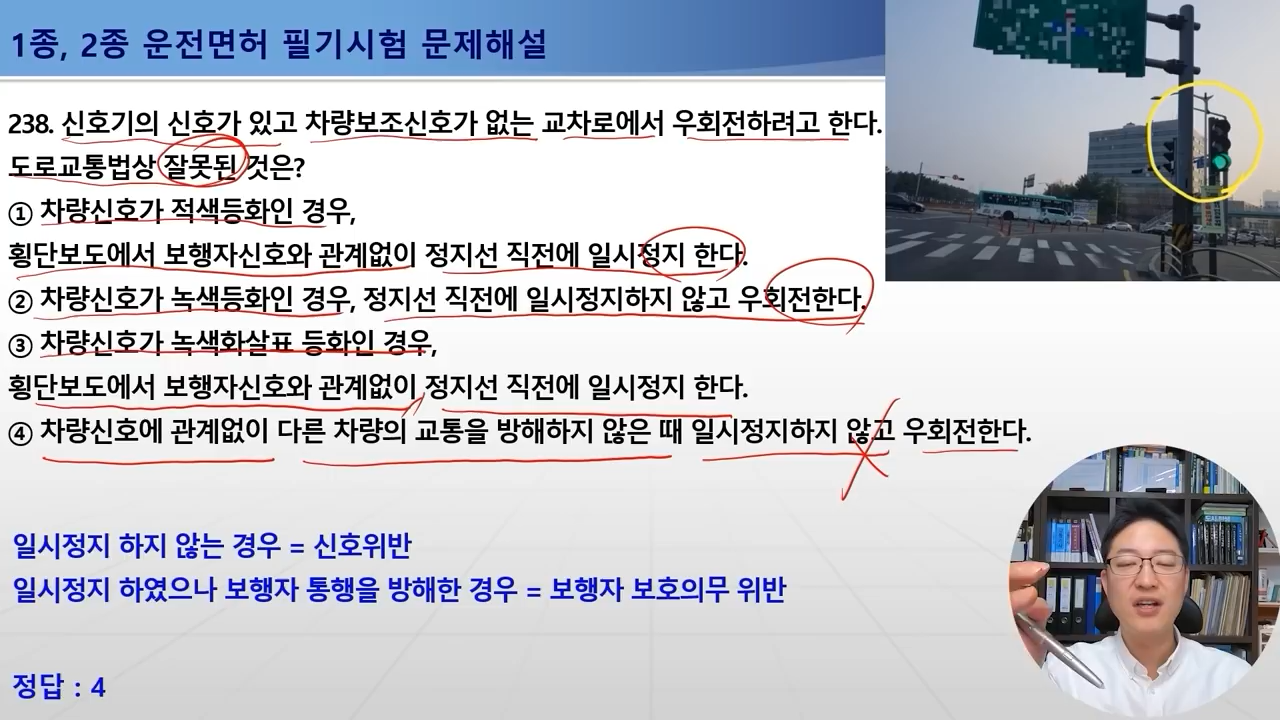 1종, 2종 운전면허 필기시험 문제해설
238. 신호기의 신호가 있고 차량보조신호가 없는 교차로에서 우회전하려고 한다.
도로교통법상 잘못된 것은?
① 차량신호가 적색등화인 경우,
횡단보도에서 보행자신호와 관계없이 정지선 직전에 일시정지 한다.
② 차량신호가 녹색등화인 경우, 정지선 직전에 일시정지하지 않고 우회전한다.
③ 차량신호가 녹색화살표 등화인 경우,
횡단보도에서 보행자신호와 관계없이 정지선 직전에 일시정지 한다.
④ 차량신호에 관계없이 다른 차량의 교통을 방해하지 않은 때 일시정지하지 않고 우회전한다.
일시정지 하지 않는 경우 = 신호위반
일시정지 하였으나 보행자 통행을 방해한 경우 = 보행자 보호의무 위반
정답 : 4